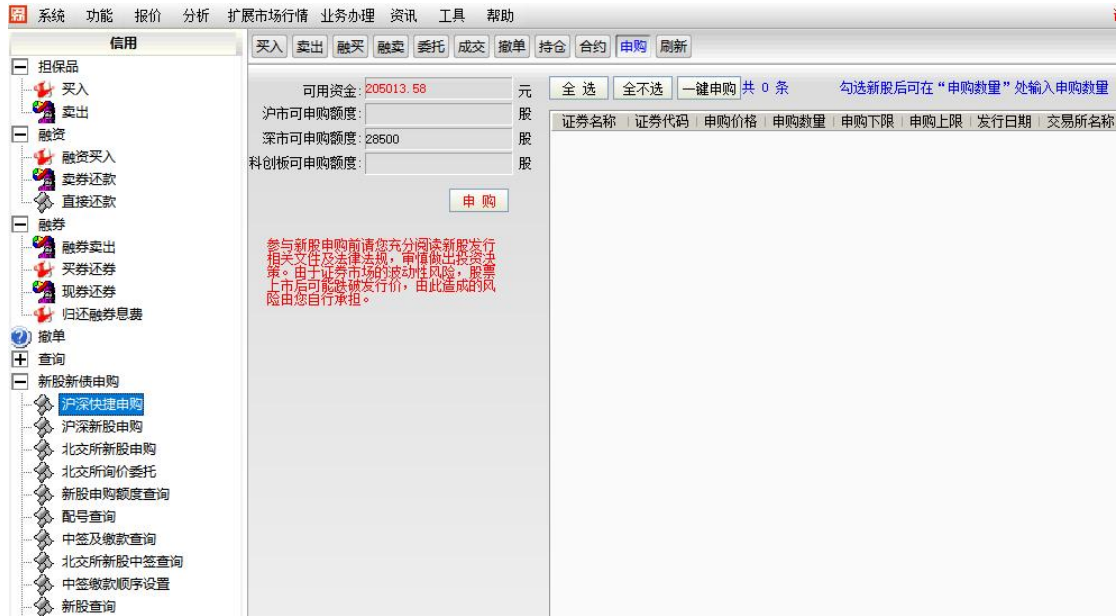 系统 功能 报价 分析 扩展市场行情 业务办理 资讯 工具 帮助
信用
担保品
买入
卖出
融资
融资买入
卖券还款
直接还款
融券
融券卖出
买券还券
现券还券
归还融券息费
撤单
查询
新股新债申购
沪深快捷申购
沪深新股申购
北交所新股申购
北交所询价委托
新股申购额度查询
配号查询
中签及缴款查询
北交所新股中签查询
中签缴款顺序设置
新股查询
买入 卖出 融买 融卖 委托 成交 撤单 持仓 合约 申购 刷新
可用资金: 205013.58 元
沪市可申购额度: 股
深市可申购额度: 28500 股
科创板可申购额度: 股
申 购
参与新股申购前请您充分阅读新股发行
相关文件及法律法规,审慎做出投资决
策。由于证券市场的波动性风险,股票
上市后可能跌破发行价,由此造成的风
险由您自行承担。
全 选 全不选 一键申购 共 0 条 勾选新股后可在“申购数量”处输入申购数量
证券名称 证券代码 申购价格 申购数量 申购下限 申购上限 发行日期 交易所名称